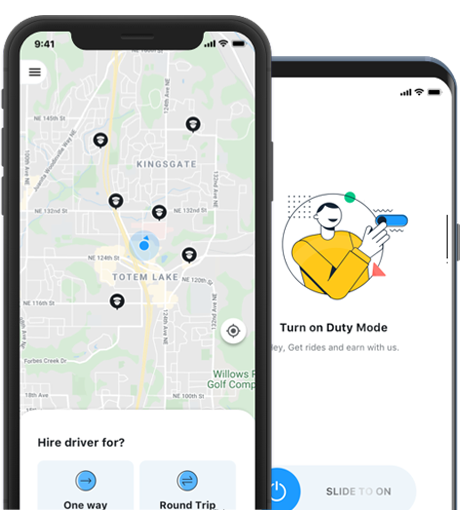 9:41
124th Ave NE
NE 145th St
Juanita Woodinville Way NE
KINGSGATE
100th Ave NE
132nd Ave NE
NE 132nd St
NE 132nd St
NE 124th St
TOTEM LAKE
NE 120th
NE 116th St
Forbes Creek Dr
Willows
Golf Comp
18th Ave
NE 100th St
Hire driver for?
One way
Round Trip
Turn on Duty Mode
ey, Get rides and earn with us.
SLIDE TO ON